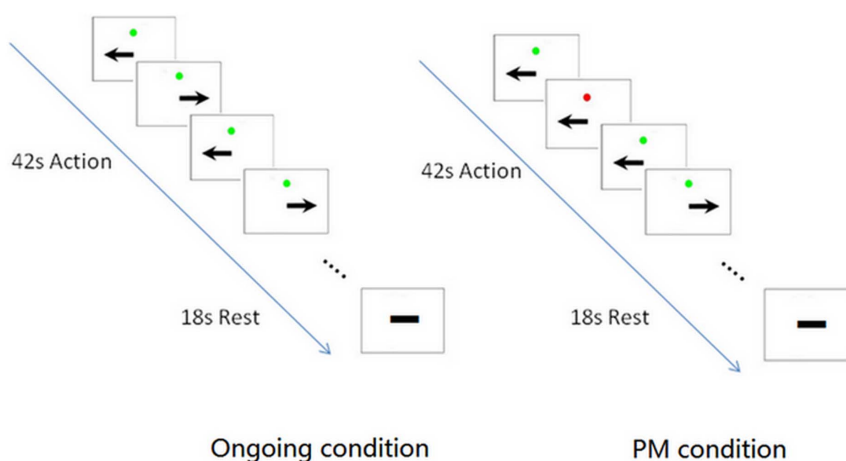 42s Action
18s Rest
Ongoing condition
42s Action
18s Rest
PM condition